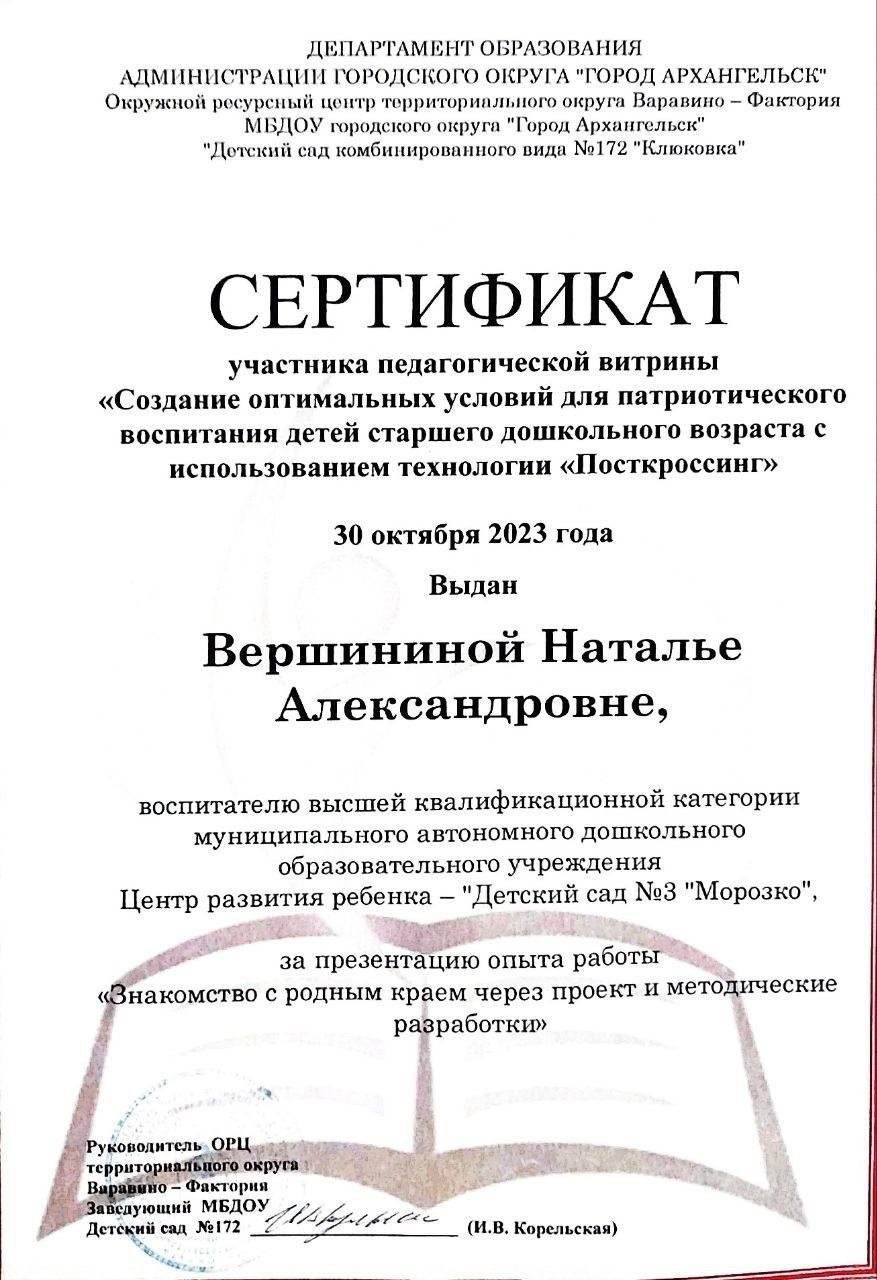 ДЕПАРТАМЕНТ ОБРАЗОВАНИЯ
АДМИНИСТРАЦИИ ГОРОДСКОГО ОКРУГА "ГОРОД АРХАНГЕЛЬСК"
Окружной ресурсный центр территориального округа Варавино – Фактория
МБДОУ городского округа "Город Архангельск"
"Детский сад комбинированного вида №172 "Клюковка"
СЕРТИФИКАТ
участника педагогической витрины
«Создание оптимальных условий для патриотического
воспитания детей старшего дошкольного возраста с
использованием технологии «Посткроссинг»
30 октября 2023 года
Выдан
Вершининой Наталье
Александровне,
воспитателю высшей квалификационной категории
муниципального автономного дошкольного
образовательного учреждения
Центр развития ребенка – "Детский сад №3 "Морозко",
за презентацию опыта работы
«Знакомство с родным краем через проект и методические
разработки»
Руководитель ОРЦ
территориального округа
Варавино – Фактория
Заведующий МБДОУ
Детский сад №172 (И.В. Корельская)